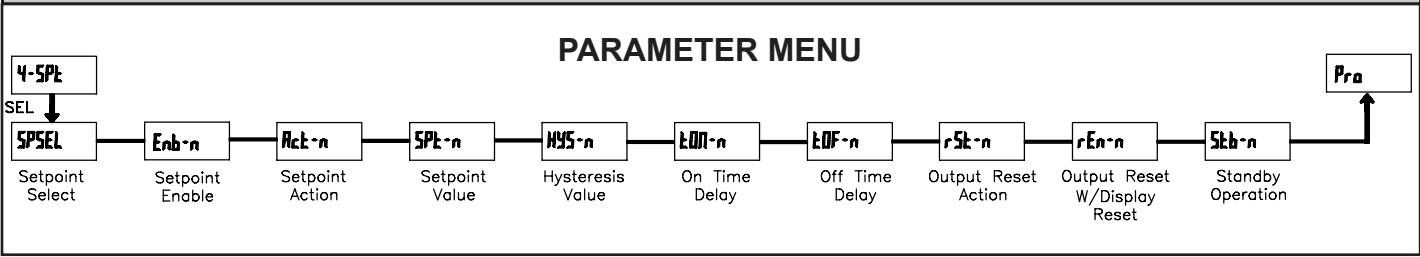 PARAMETER MENU
4-SPt
Pro
SEL
SPSEL
Enb-n
Act-n
SPt-n
HYS-n
tON-n
tOF-n
rSt-n
rEn-n
Stb-n
Setpoint
Select
Setpoint
Enable
Setpoint
Action
Setpoint
Value
Hysteresis
Value
On Time
Delay
Off Time
Delay
Output Reset
Action
Output Reset
W/Display
Reset
Standby
Operation